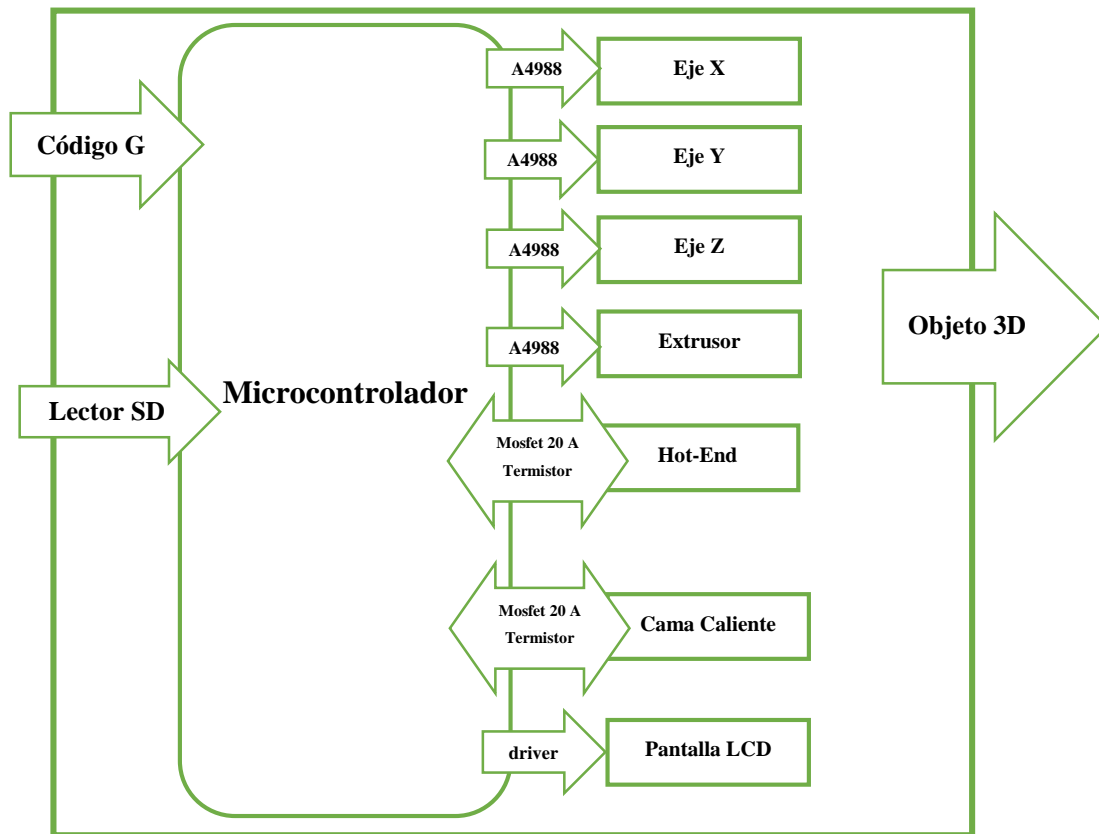 A4988
Eje X
Código G
A4988
Eje Y
A4988
Eje Z
A4988
Extrusor
Objeto 3D
Microcontrolador
Lector SD
Mosfet 20 A
Termistor
Hot-End
Mosfet 20 A
Termistor
Cama Caliente
driver
Pantalla LCD